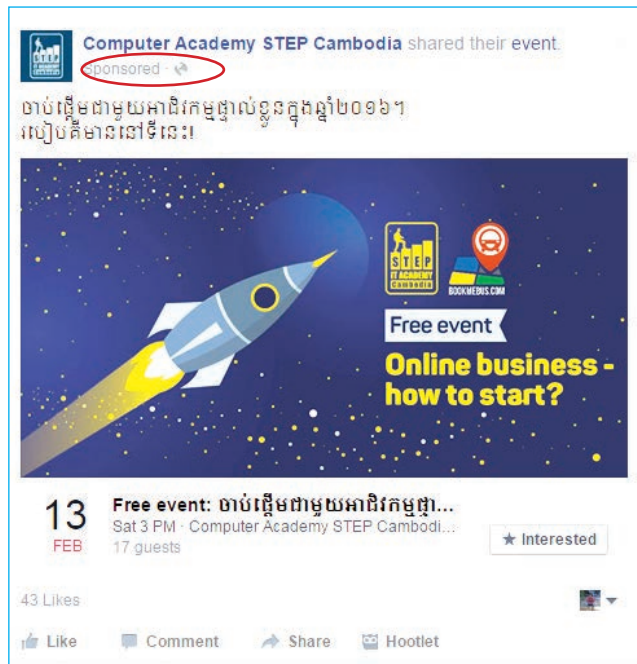 Computer Academy STEP Cambodia shared their event.
Sponsored ·
ចាប់ផ្តើមជាមួយអាជិវកម្មផ្ទាល់ខ្លួនក្នុងឆ្នាំ២០១៦។
របៀបគឺមាននៅទីនេះ!
STEP
IT ACADEMY
Cambodia
BOOKMEBUS.COM
Free event
Online business -
how to start?
13
FEB
Free event: ចាប់ផ្តើមជាមួយអាជិវកម្មផ្ទា...
Sat 3 PM · Computer Academy STEP Cambodi...
17 guests
Interested
43 Likes
Like Comment Share Hootlet